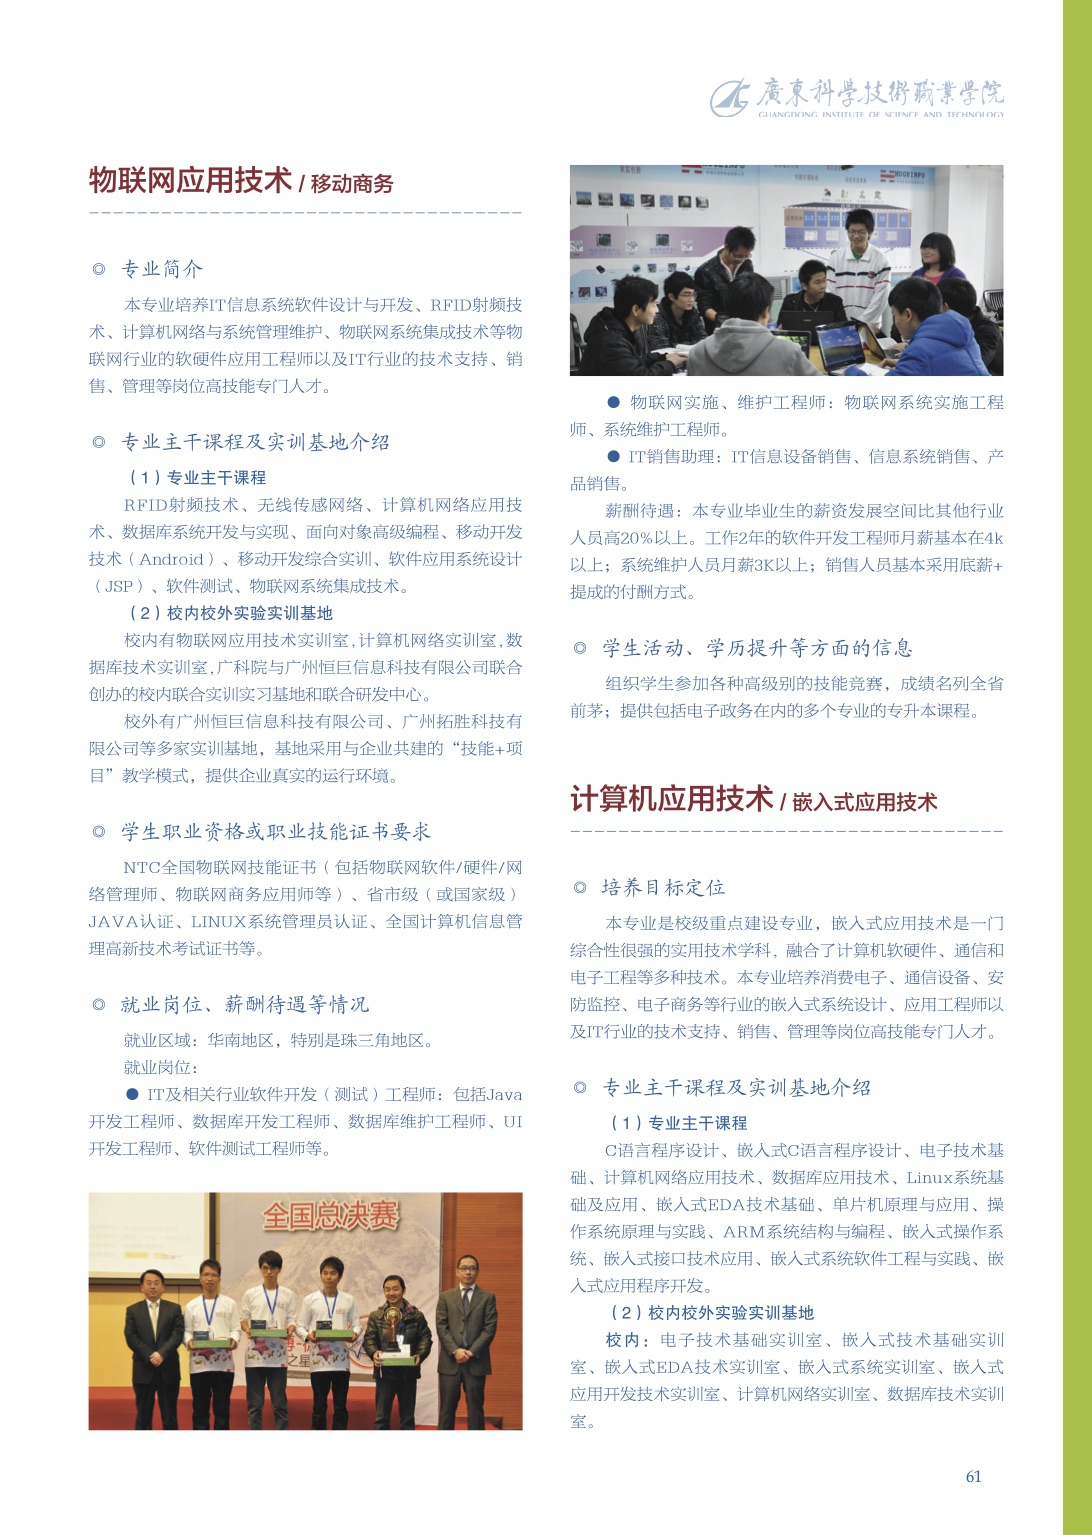 廣東科学技術職業學院
GUANGDONG INSTITUTE OF SCIENCE AND TECHNOLOGY
物联网应用技术 / 移动商务
◎ 专业简介
本专业培养IT信息系统软件设计与开发、RFID射频技
术、计算机网络与系统管理维护、物联网系统集成技术等物
联网行业的软硬件应用工程师以及IT行业的技术支持、销
售、管理等岗位高技能专门人才。
◎ 专业主干课程及实训基地介绍
（1）专业主干课程
RFID射频技术、无线传感网络、计算机网络应用技
术、数据库系统开发与实现、面向对象高级编程、移动开发
技术（Android）、移动开发综合实训、软件应用系统设计
（JSP）、软件测试、物联网系统集成技术。
（2）校内校外实验实训基地
校内有物联网应用技术实训室,计算机网络实训室,数
据库技术实训室,广科院与广州恒巨信息科技有限公司联合
创办的校内联合实训实习基地和联合研发中心。
校外有广州恒巨信息科技有限公司、广州拓胜科技有
限公司等多家实训基地，基地采用与企业共建的“技能+项
目”教学模式，提供企业真实的运行环境。
◎ 学生职业资格或职业技能证书要求
NTC全国物联网技能证书（包括物联网软件/硬件/网
络管理师、物联网商务应用师等）、省市级（或国家级）
JAVA认证、LINUX系统管理员认证、全国计算机信息管
理高新技术考试证书等。
◎ 就业岗位、薪酬待遇等情况
就业区域：华南地区，特别是珠三角地区。
就业岗位：
● IT及相关行业软件开发（测试）工程师：包括Java
开发工程师、数据库开发工程师、数据库维护工程师、UI
开发工程师、软件测试工程师等。
全国总决赛
之星
HUGEINFO
HUGEINFO
● 物联网实施、维护工程师：物联网系统实施工程
师、系统维护工程师。
● IT销售助理：IT信息设备销售、信息系统销售、产
品销售。
薪酬待遇：本专业毕业生的薪资发展空间比其他行业
人员高20%以上。工作2年的软件开发工程师月薪基本在4k
以上；系统维护人员月薪3K以上；销售人员基本采用底薪+
提成的付酬方式。
◎ 学生活动、学历提升等方面的信息
组织学生参加各种高级别的技能竞赛，成绩名列全省
前茅；提供包括电子政务在内的多个专业的专升本课程。
计算机应用技术 / 嵌入式应用技术
◎ 培养目标定位
本专业是校级重点建设专业，嵌入式应用技术是一门
综合性很强的实用技术学科, 融合了计算机软硬件、通信和
电子工程等多种技术。本专业培养消费电子、通信设备、安
防监控、电子商务等行业的嵌入式系统设计、应用工程师以
及IT行业的技术支持、销售、管理等岗位高技能专门人才。
◎ 专业主干课程及实训基地介绍
（1）专业主干课程
C语言程序设计、嵌入式C语言程序设计、电子技术基
础、计算机网络应用技术、数据库应用技术、Linux系统基
础及应用、嵌入式EDA技术基础、单片机原理与应用、操
作系统原理与实践、ARM系统结构与编程、嵌入式操作系
统、嵌入式接口技术应用、嵌入式系统软件工程与实践、嵌
入式应用程序开发。
（2）校内校外实验实训基地
校内：电子技术基础实训室、嵌入式技术基础实训
室、嵌入式EDA技术实训室、嵌入式系统实训室、嵌入式
应用开发技术实训室、计算机网络实训室、数据库技术实训
室。
61